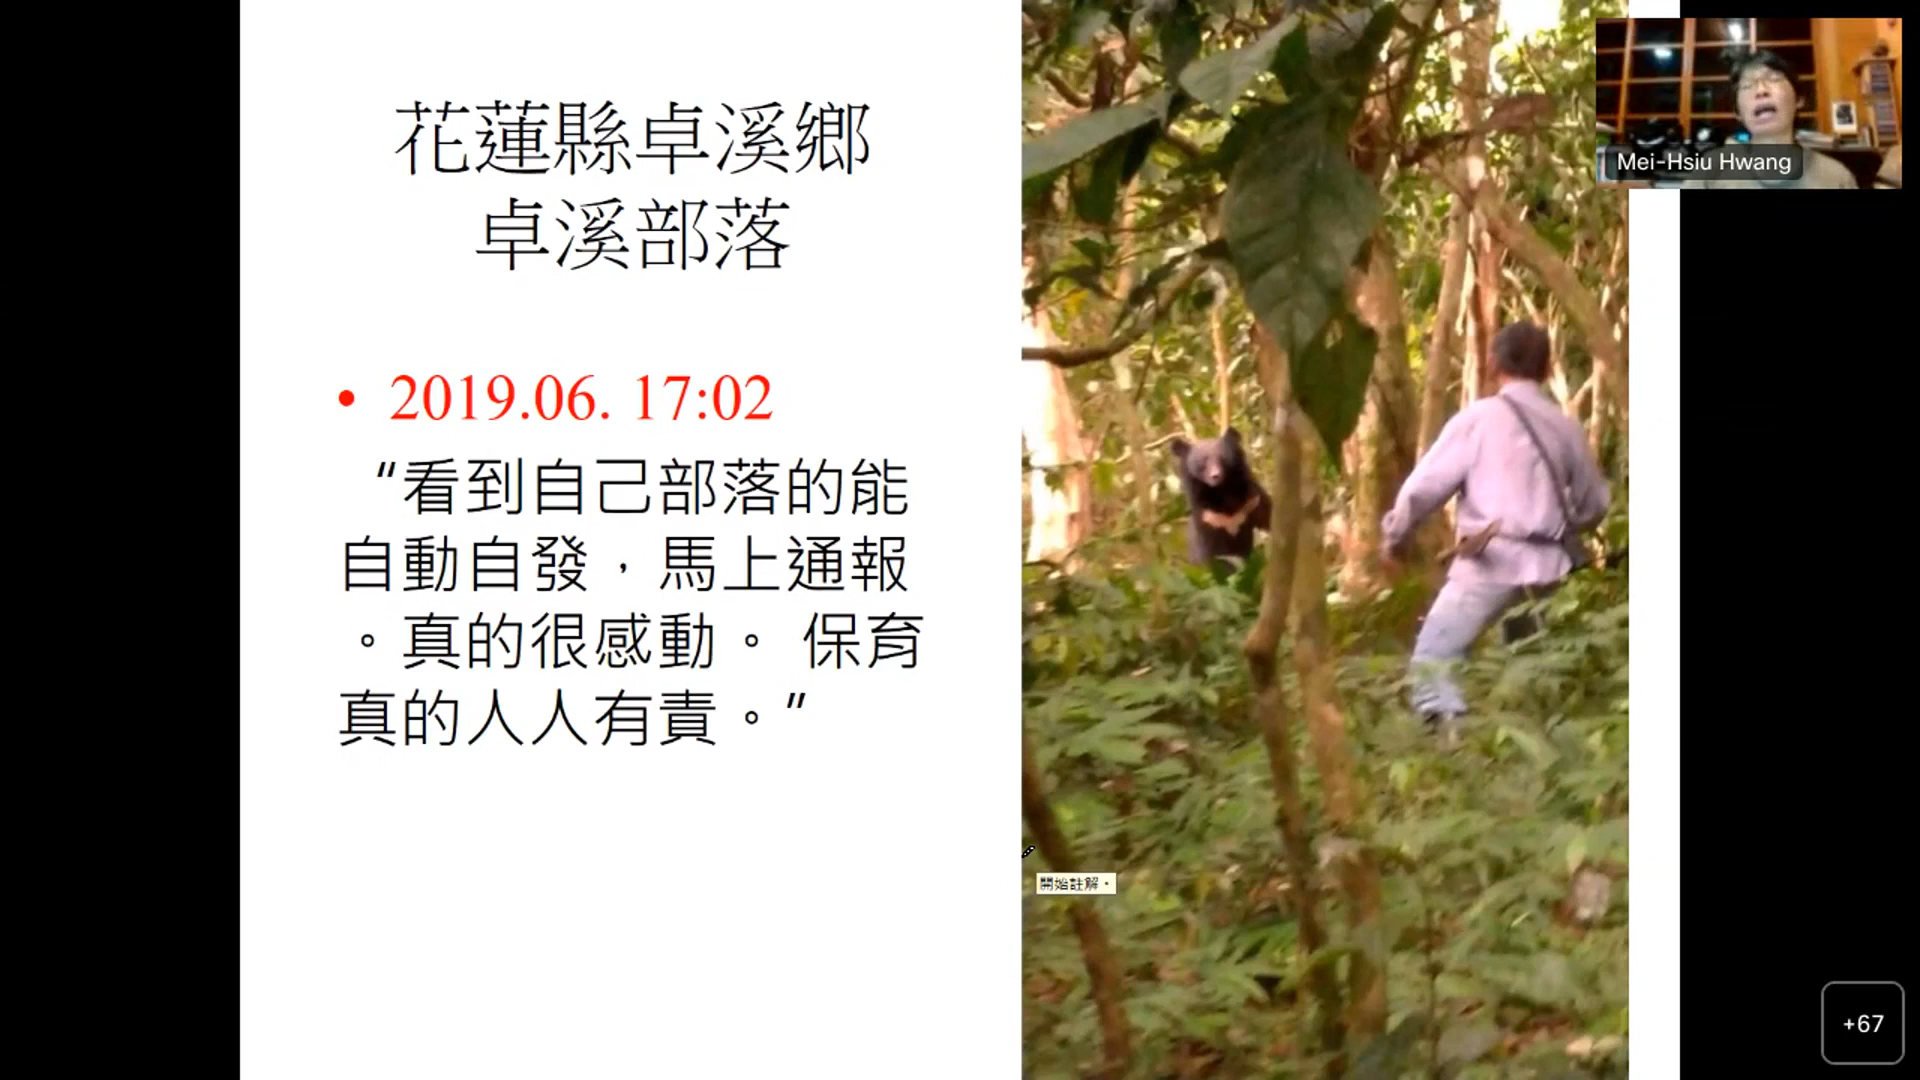 花蓮縣卓溪鄉
卓溪部落
• 2019.06. 17:02
“看到自己部落的能
自動自發，馬上通報
。真的很感動。 保育
真的人人有責。”
Mei-Hsiu Hwang
開始註解。
+67